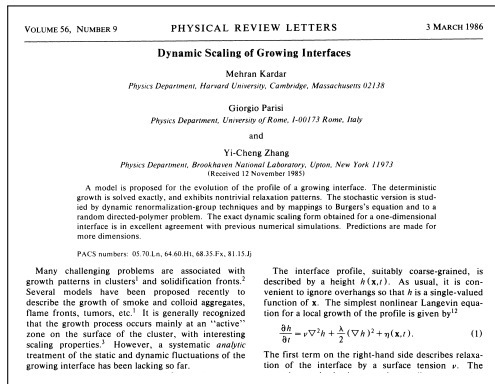 VOLUME 56, NUMBER 9 PHYSICAL REVIEW LETTERS 3 MARCH 1986
Dynamic Scaling of Growing Interfaces
Mehran Kardar
Physics Department, Harvard University, Cambridge, Massachusetts 02138
Giorgio Parisi
Physics Department, University of Rome, I-00173 Rome, Italy
and
Yi-Cheng Zhang
Physics Department, Brookhaven National Laboratory, Upton, New York 11973
(Received 12 November 1985)
A model is proposed for the evolution of the profile of a growing interface. The deterministic
growth is solved exactly, and exhibits nontrivial relaxation patterns. The stochastic version is stud-
ied by dynamic renormalization-group techniques and by mappings to Burgers's equation and to a
random directed-polymer problem. The exact dynamic scaling form obtained for a one-dimensional
interface is in excellent agreement with previous numerical simulations. Predictions are made for
more dimensions.
PACS numbers: 05.70.Ln, 64.60.Ht, 68.35.Fx, 81.15.Jj
Many challenging problems are associated with
growth patterns in clusters¹ and solidification fronts.²
Several models have been proposed recently to
describe the growth of smoke and colloid aggregates,
flame fronts, tumors, etc.¹ It is generally recognized
that the growth process occurs mainly at an "active"
zone on the surface of the cluster, with interesting
scaling properties.³ However, a systematic analytic
treatment of the static and dynamic fluctuations of the
growing interface has been lacking so far.
The interface profile, suitably coarse-grained, is
described by a height h(x,t). As usual, it is con-
venient to ignore overhangs so that h is a single-valued
function of x. The simplest nonlinear Langevin equa-
tion for a local growth of the profile is given by¹²
∂h/∂t = ν∇²h + λ/2 (∇h)² + η(x,t). (1)
The first term on the right-hand side describes relaxa-
tion of the interface by a surface tension ν. The